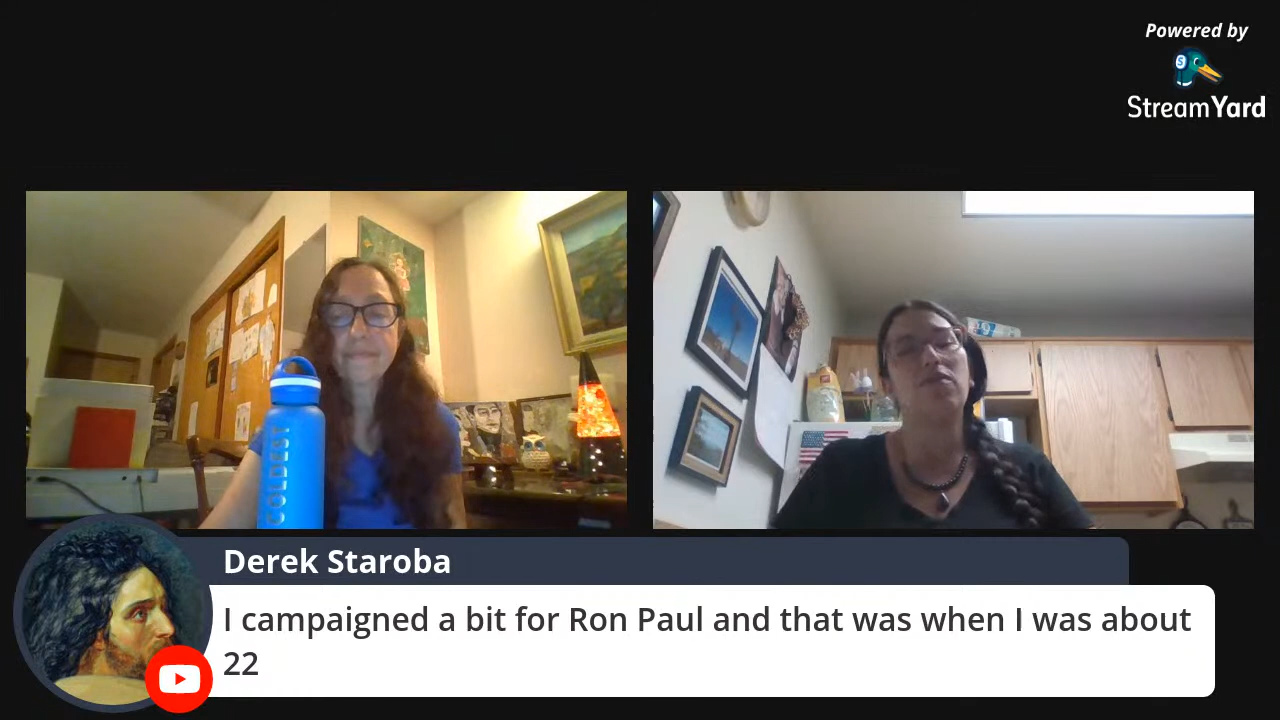 Powered by
StreamYard
COLDEST
Derek Staroba
I campaigned a bit for Ron Paul and that was when I was about
22